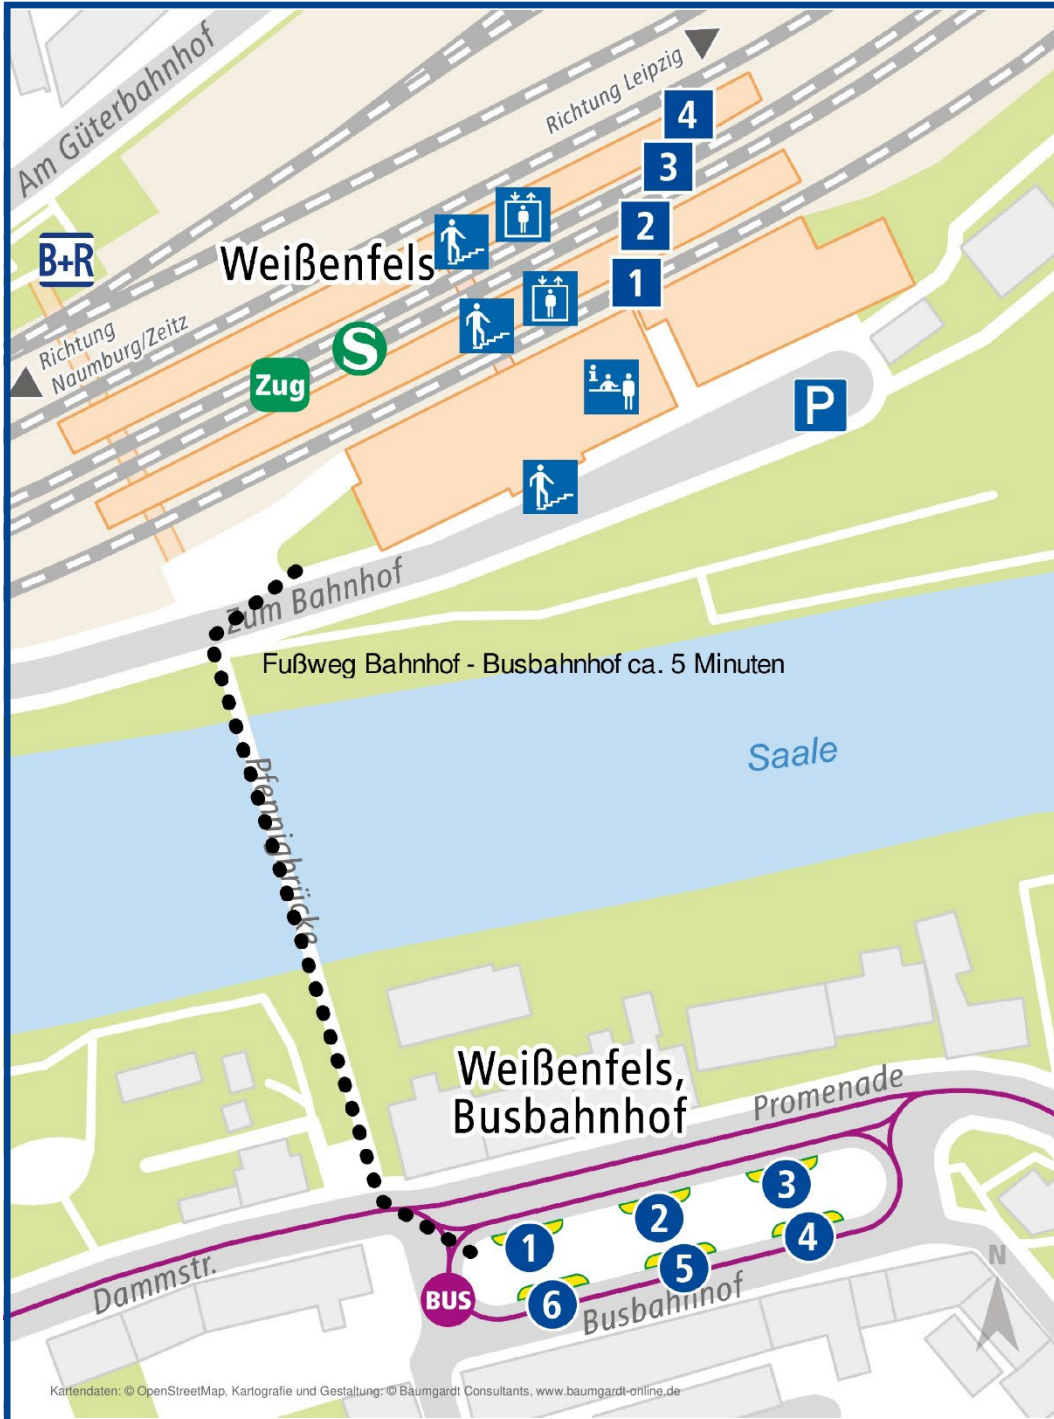 Am Güterbahnhof
Richtung Leipzig
4
3
2
1
B+R
Weißenfels
Richtung
Naumburg/Zeitz
S
Zug
i
P
Zum Bahnhof
Fußweg Bahnhof - Busbahnhof ca. 5 Minuten
Saale
Pfennigbrücke
Weißenfels,
Busbahnhof
Promenade
3
2
1
4
5
6
N
Dammstr.
BUS
Busbahnhof
Kartendaten: © OpenStreetMap, Kartografie und Gestaltung: © Baumgardt Consultants, www.baumgardt-online.de